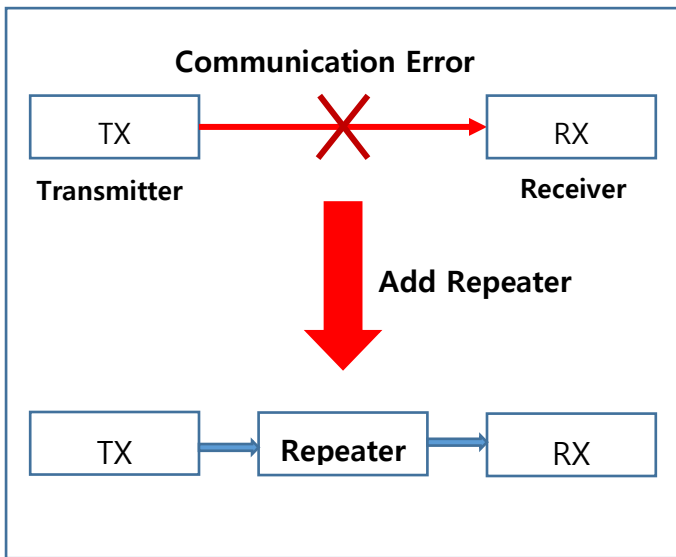 Communication Error
TX
RX
Transmitter
Receiver
Add Repeater
TX
Repeater
RX